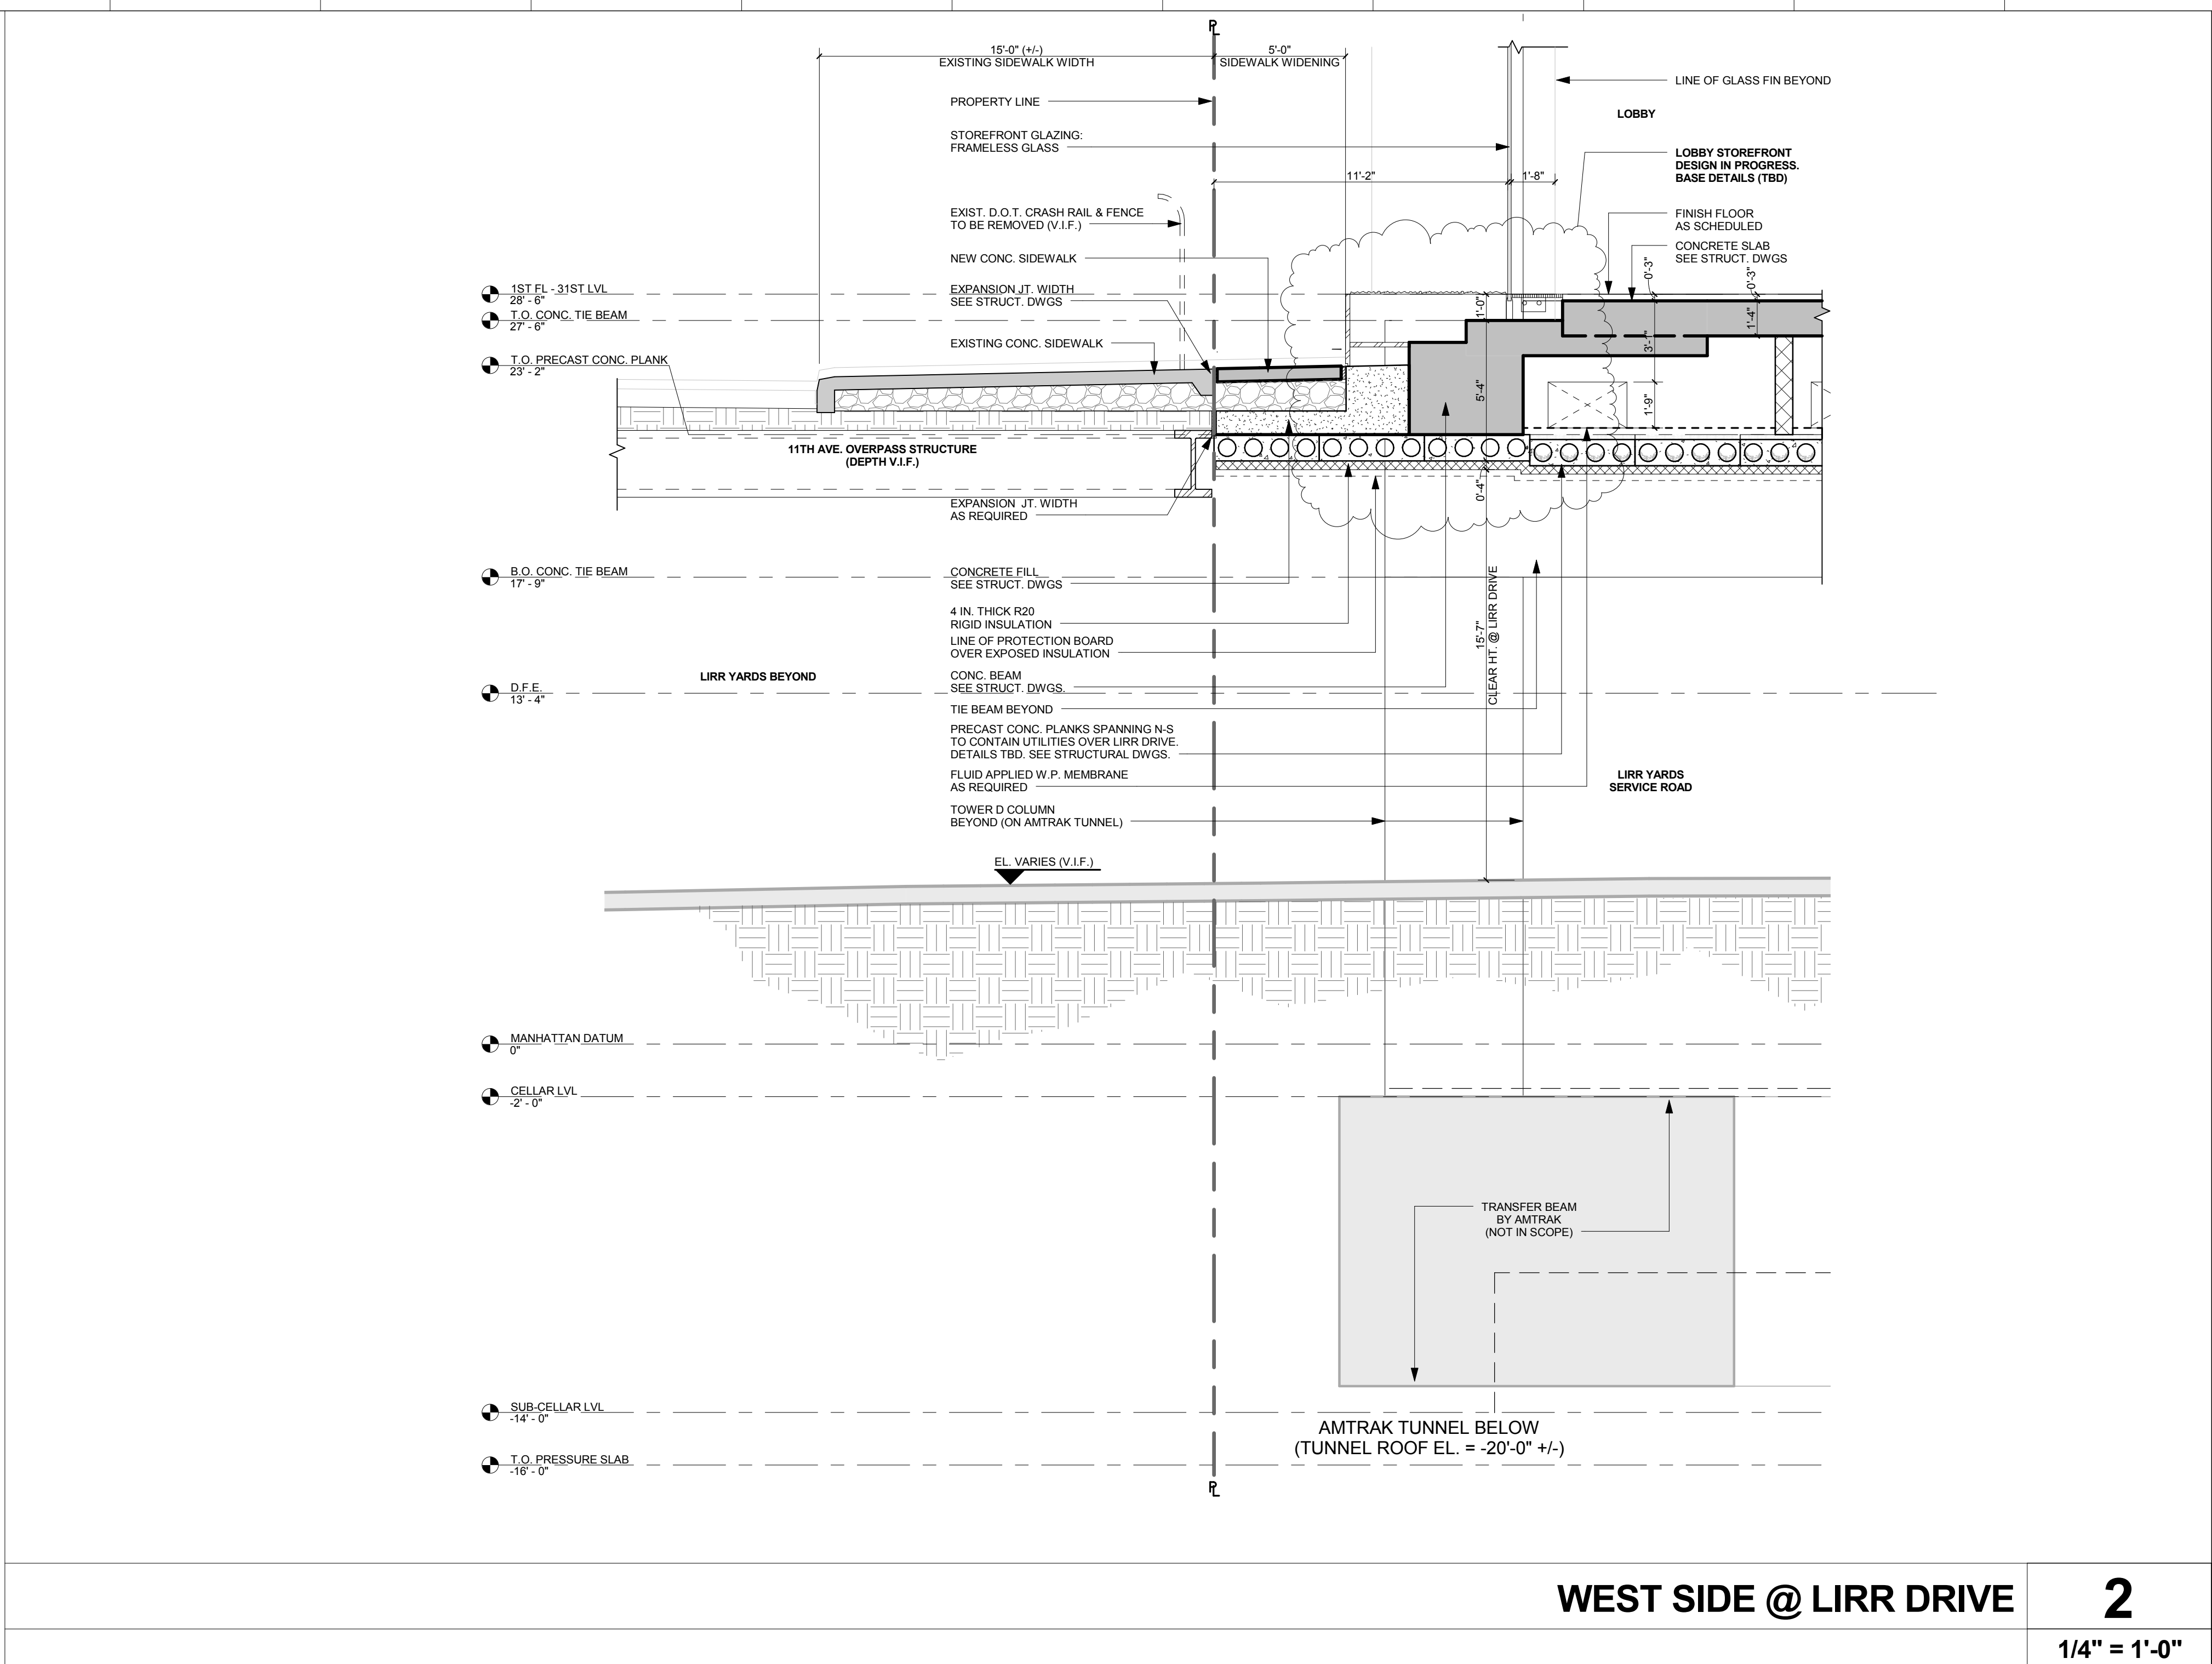 PL
15'-0" (+/-)
EXISTING SIDEWALK WIDTH
5'-0"
SIDEWALK WIDENING
LINE OF GLASS FIN BEYOND
PROPERTY LINE
LOBBY
STOREFRONT GLAZING:
FRAMELESS GLASS
LOBBY STOREFRONT
DESIGN IN PROGRESS.
BASE DETAILS (TBD)
11'-2"
1'-8"
EXIST. D.O.T. CRASH RAIL & FENCE
TO BE REMOVED (V.I.F.)
FINISH FLOOR
AS SCHEDULED
CONCRETE SLAB
SEE STRUCT. DWGS
NEW CONC. SIDEWALK
0'-3"
0'-3"
1ST FL - 31ST LVL
28' - 6"
EXPANSION JT. WIDTH
SEE STRUCT. DWGS
1'-0"
T.O. CONC. TIE BEAM
27' - 6"
1'-4"
3'-7"
EXISTING CONC. SIDEWALK
T.O. PRECAST CONC. PLANK
23' - 2"
5'-4"
1'-9"
11TH AVE. OVERPASS STRUCTURE
(DEPTH V.I.F.)
0'-4"
EXPANSION JT. WIDTH
AS REQUIRED
B.O. CONC. TIE BEAM
17' - 9"
CONCRETE FILL
SEE STRUCT. DWGS
4 IN. THICK R20
RIGID INSULATION
LINE OF PROTECTION BOARD
OVER EXPOSED INSULATION
15'-7"
CLEAR HT. @ LIRR DRIVE
LIRR YARDS BEYOND
CONC. BEAM
SEE STRUCT. DWGS.
D.F.E.
13' - 4"
TIE BEAM BEYOND
PRECAST CONC. PLANKS SPANNING N-S
TO CONTAIN UTILITIES OVER LIRR DRIVE.
DETAILS TBD. SEE STRUCTURAL DWGS.
FLUID APPLIED W.P. MEMBRANE
AS REQUIRED
LIRR YARDS
SERVICE ROAD
TOWER D COLUMN
BEYOND (ON AMTRAK TUNNEL)
EL. VARIES (V.I.F.)
MANHATTAN DATUM
0"
CELLAR LVL
-2' - 0"
TRANSFER BEAM
BY AMTRAK
(NOT IN SCOPE)
SUB-CELLAR LVL
-14' - 0"
AMTRAK TUNNEL BELOW
(TUNNEL ROOF EL. = -20'-0" +/-)
T.O. PRESSURE SLAB
-16' - 0"
PL
WEST SIDE @ LIRR DRIVE
2
1/4" = 1'-0"